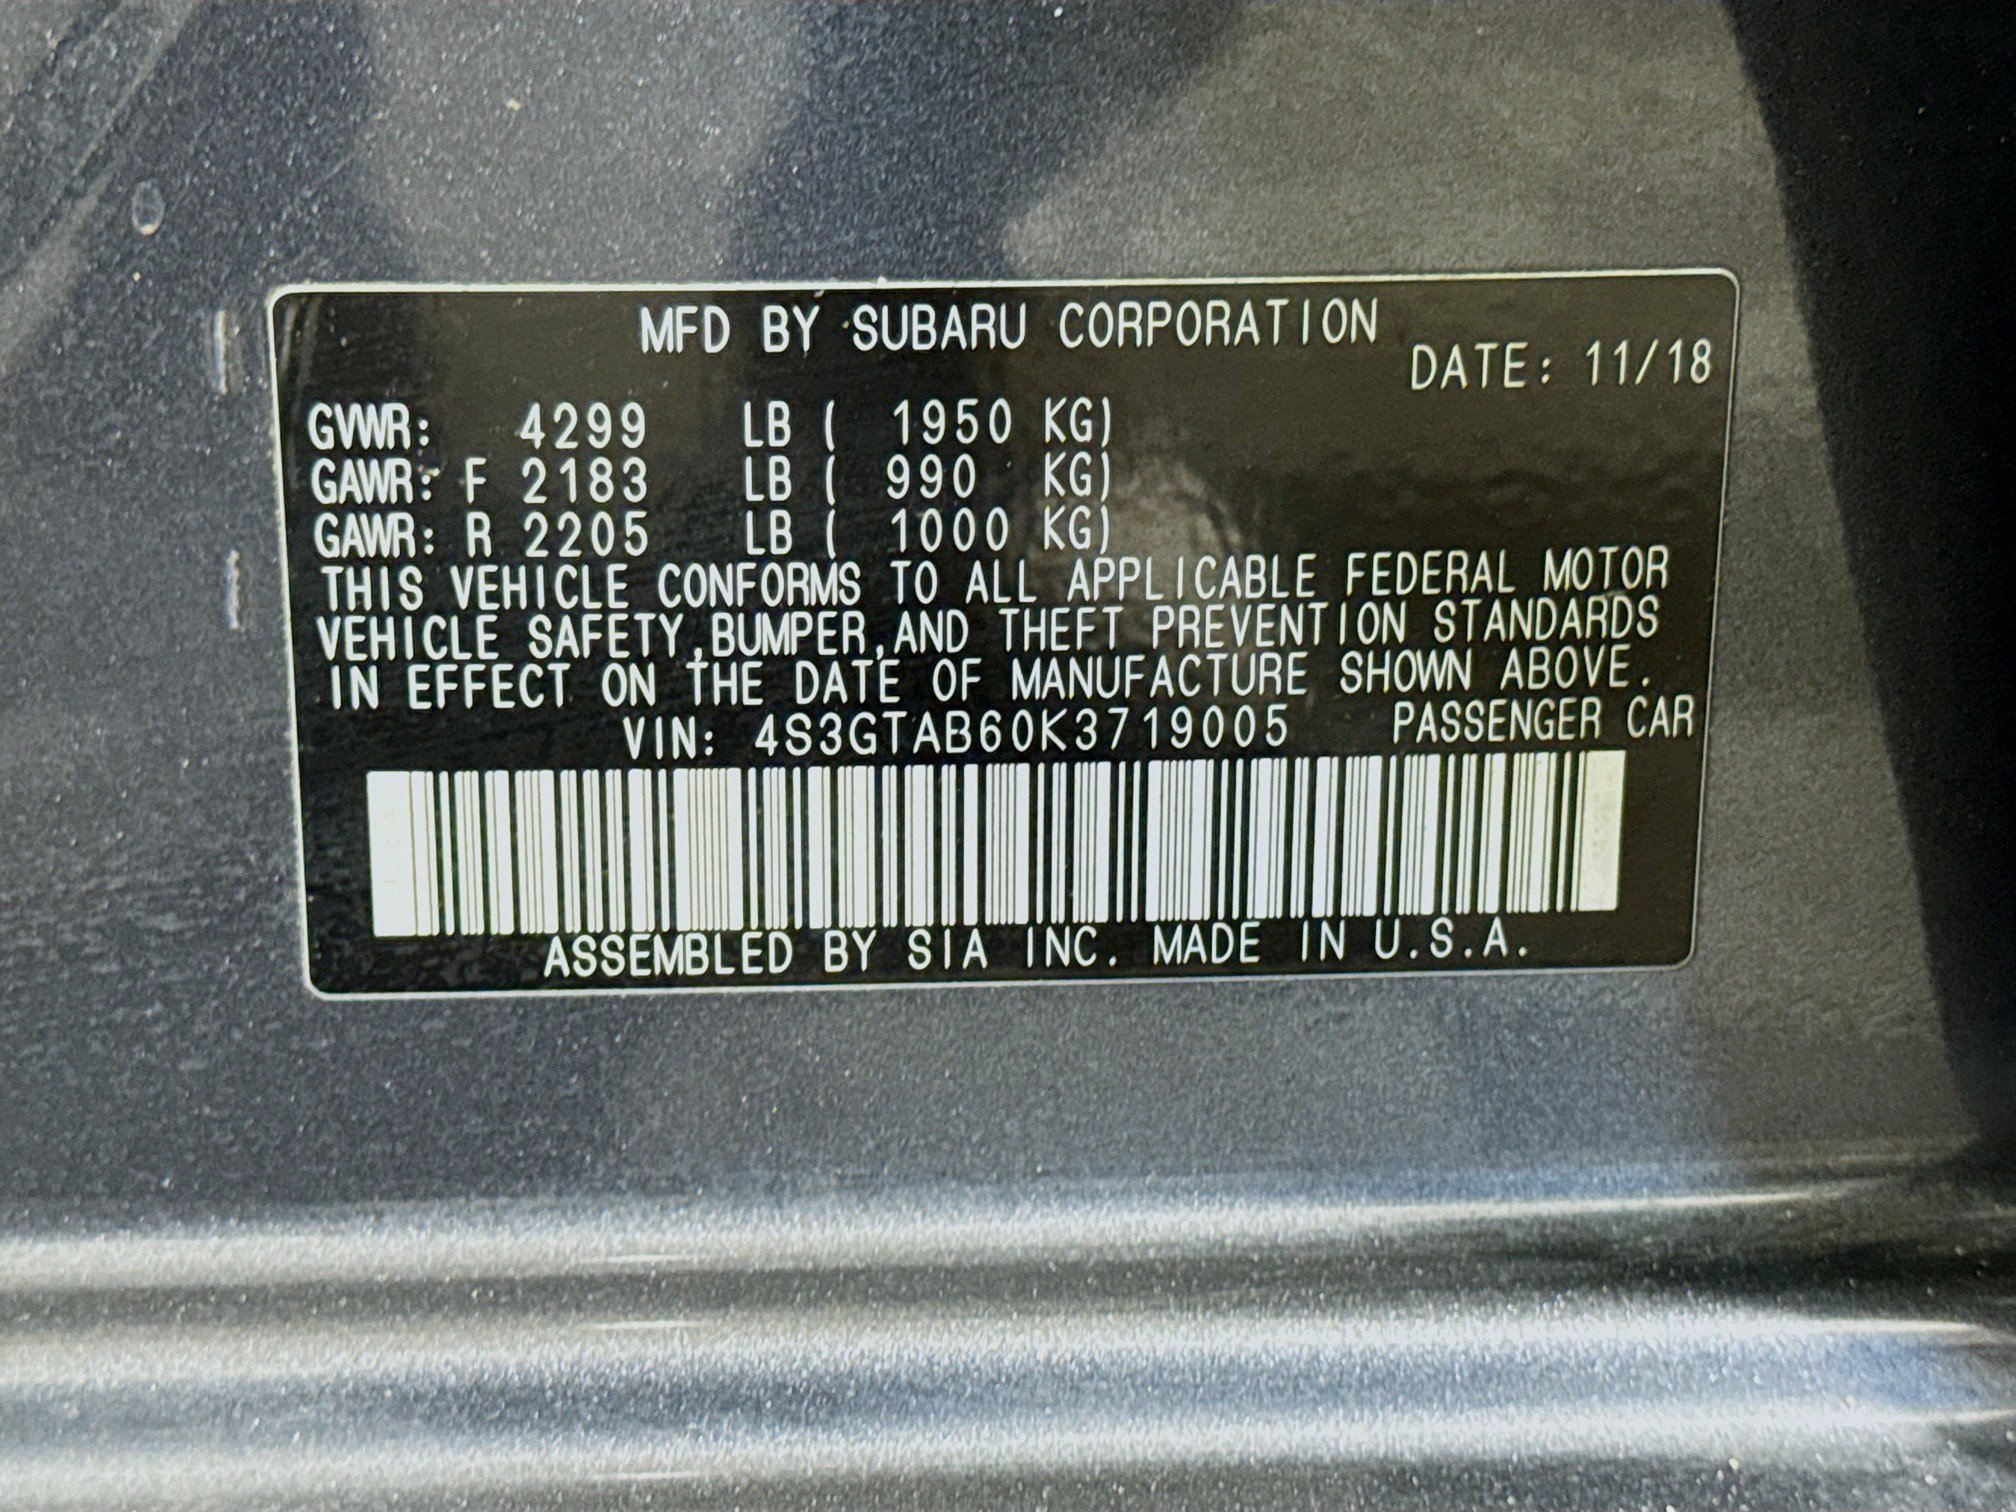 MFD BY SUBARU CORPORATION
DATE: 11/18
GVWR: 4299 LB ( 1950 KG)
GAWR: F 2183 LB ( 990 KG)
GAWR: R 2205 LB ( 1000 KG)
THIS VEHICLE CONFORMS TO ALL APPLICABLE FEDERAL MOTOR
VEHICLE SAFETY,BUMPER,AND THEFT PREVENTION STANDARDS
IN EFFECT ON THE DATE OF MANUFACTURE SHOWN ABOVE.
VIN: 4S3GTAB60K3719005 PASSENGER CAR
ASSEMBLED BY SIA INC. MADE IN U.S.A.